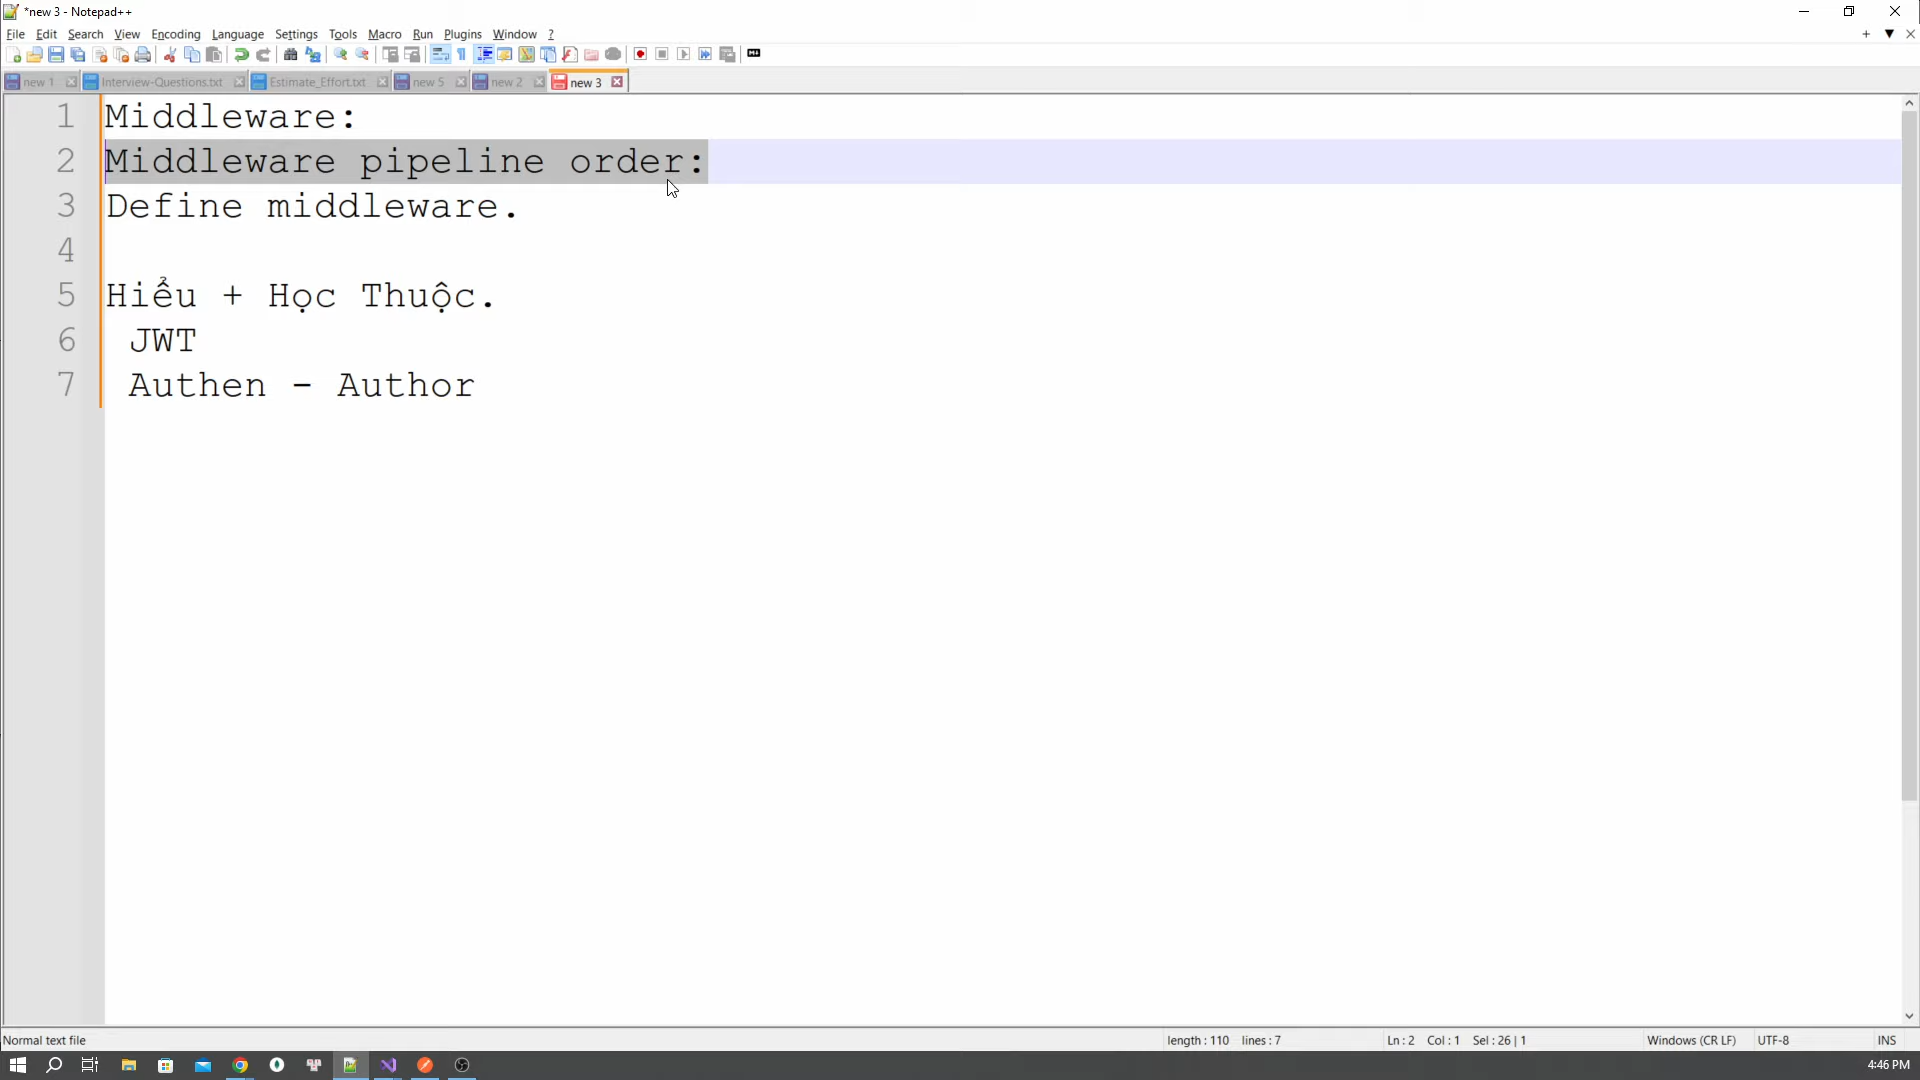 *new 3 - Notepad++
File Edit Search View Encoding Language Settings Tools Macro Run Plugins Window ?
new 1 Interview-Questions.txt Estimate_Effort.txt new 5 new 2 new 3
1 Middleware:
2 Middleware pipeline order:
3 Define middleware.
4
5 Hiểu + Học Thuộc.
6 JWT
7 Authen - Author
Normal text file length : 110 lines : 7 Ln : 2 Col : 1 Sel : 26 | 1 Windows (CR LF) UTF-8 INS
4:46 PM